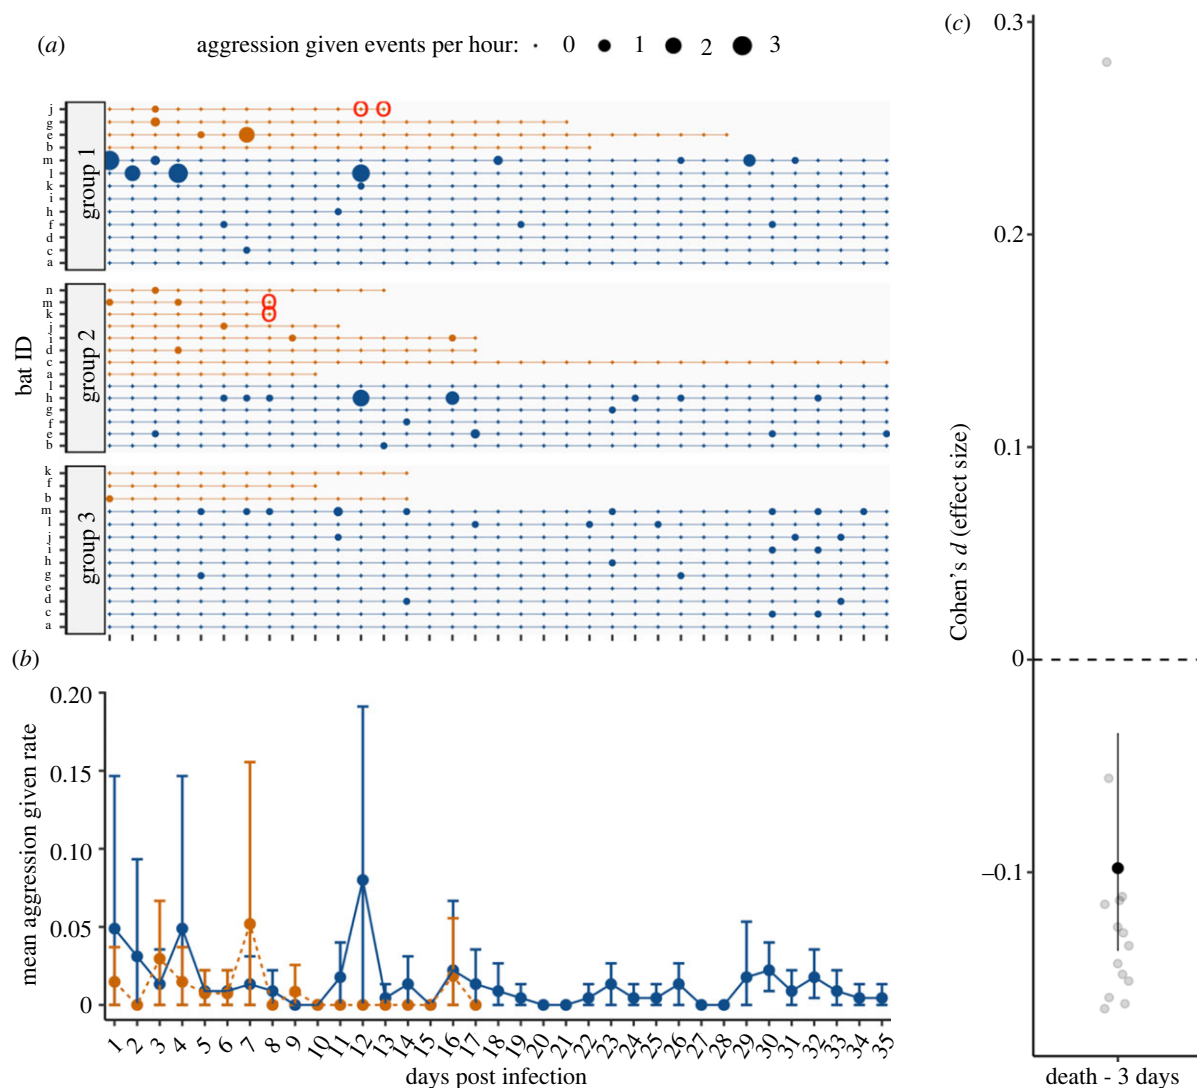 (a) aggression given events per hour: 0 1 2 3
group 1
j
g
e
b
m
l
k
i
h
f
d
c
a
bat ID
group 2
n
m
k
j
i
d
c
a
l
h
g
f
e
b
group 3
k
f
b
m
l
j
i
h
g
e
d
c
a
(b)
mean aggression given rate
0.20
0.15
0.10
0.05
0
1 2 3 4 5 6 7 8 9 10 11 12 13 14 15 16 17 18 19 20 21 22 23 24 25 26 27 28 29 30 31 32 33 34 35
days post infection
(c)
Cohen's d (effect size)
0.3
0.2
0.1
0
–0.1
death - 3 days